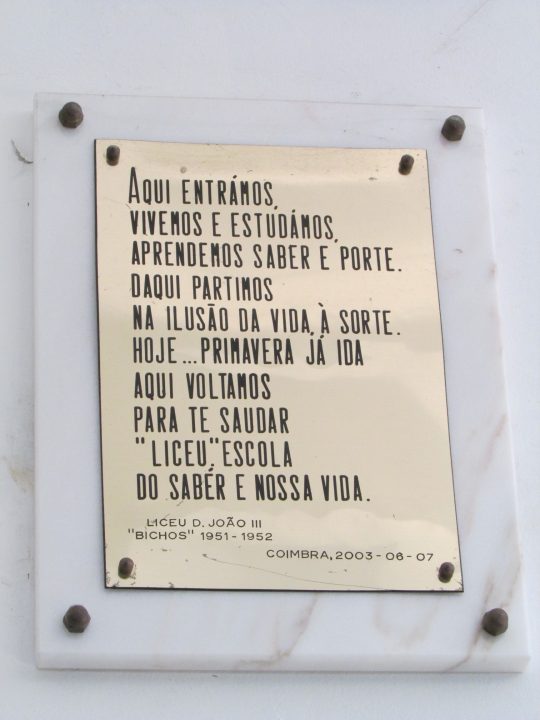 AQUI ENTRÁMOS,
VIVEMOS E ESTUDÁMOS,
APRENDEMOS SABER E PORTE.
DAQUI PARTIMOS
NA ILUSÃO DA VIDA, À SORTE.
HOJE... PRIMAVERA JÁ IDA
AQUI VOLTAMOS
PARA TE SAUDAR
"LICEU," ESCOLA
DO SABER E NOSSA VIDA.
LICEU D. JOÃO III
"BICHOS" 1951-1952
COIMBRA, 2003-06-07